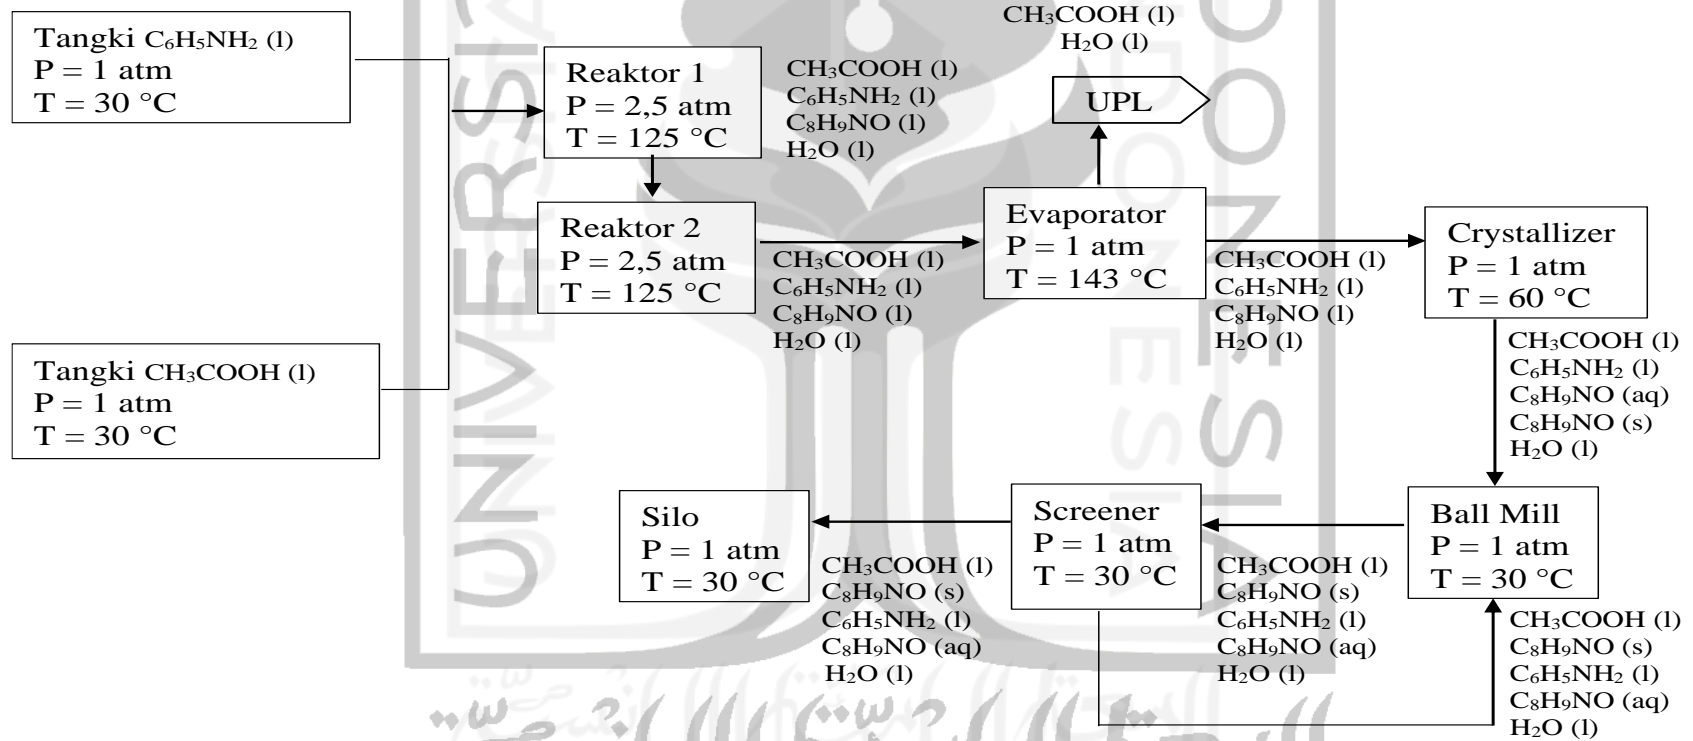 Tangki C₆H₅NH₂ (l)
P = 1 atm
T = 30 °C
Reaktor 1
P = 2,5 atm
T = 125 °C
CH₃COOH (l)
C₆H₅NH₂ (l)
C₈H₉NO (l)
H₂O (l)
CH₃COOH (l)
H₂O (l)
UPL
Reaktor 2
P = 2,5 atm
T = 125 °C
CH₃COOH (l)
C₆H₅NH₂ (l)
C₈H₉NO (l)
H₂O (l)
Evaporator
P = 1 atm
T = 143 °C
CH₃COOH (l)
C₆H₅NH₂ (l)
C₈H₉NO (l)
H₂O (l)
Crystallizer
P = 1 atm
T = 60 °C
CH₃COOH (l)
C₆H₅NH₂ (l)
C₈H₉NO (aq)
C₈H₉NO (s)
H₂O (l)
Tangki CH₃COOH (l)
P = 1 atm
T = 30 °C
Silo
P = 1 atm
T = 30 °C
CH₃COOH (l)
C₈H₉NO (s)
C₆H₅NH₂ (l)
C₈H₉NO (aq)
H₂O (l)
Screener
P = 1 atm
T = 30 °C
CH₃COOH (l)
C₈H₉NO (s)
C₆H₅NH₂ (l)
C₈H₉NO (aq)
H₂O (l)
Ball Mill
P = 1 atm
T = 30 °C
CH₃COOH (l)
C₈H₉NO (s)
C₆H₅NH₂ (l)
C₈H₉NO (aq)
H₂O (l)